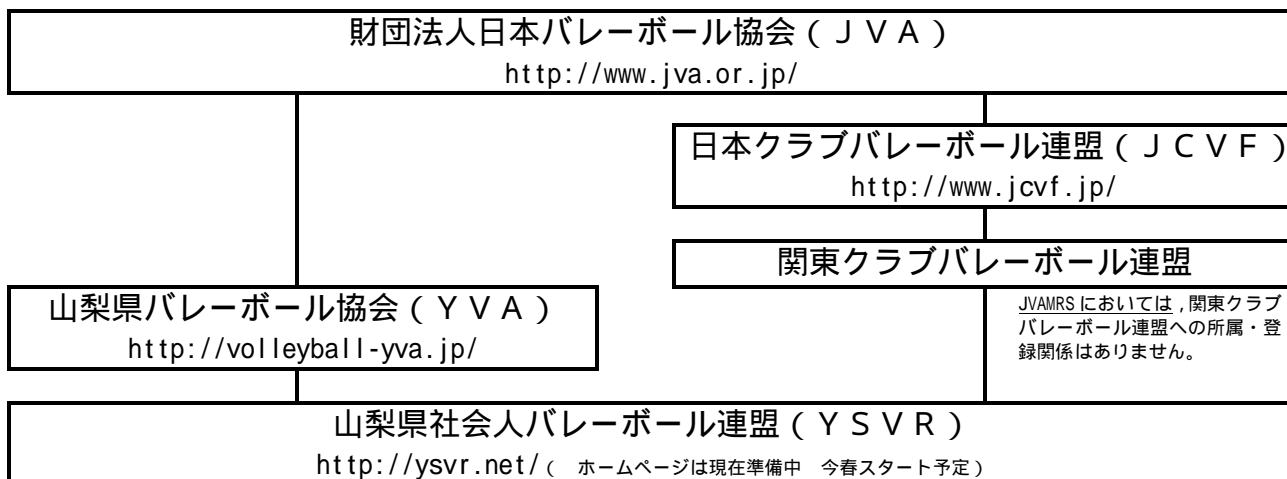 財団法人日本バレーボール協会（ＪＶＡ）
http://www.jva.or.jp/
日本クラブバレーボール連盟（ＪＣＶＦ）
http://www.jcvf.jp/
関東クラブバレーボール連盟
JVAMRSにおいては，関東クラブ
バレーボール連盟への所属・登
録関係はありません。
山梨県バレーボール協会（ＹＶＡ）
http://volleyball-yva.jp/
山梨県社会人バレーボール連盟（ＹＳＶＲ）
http://ysvr.net/（　ホームページは現在準備中　今春スタート予定）